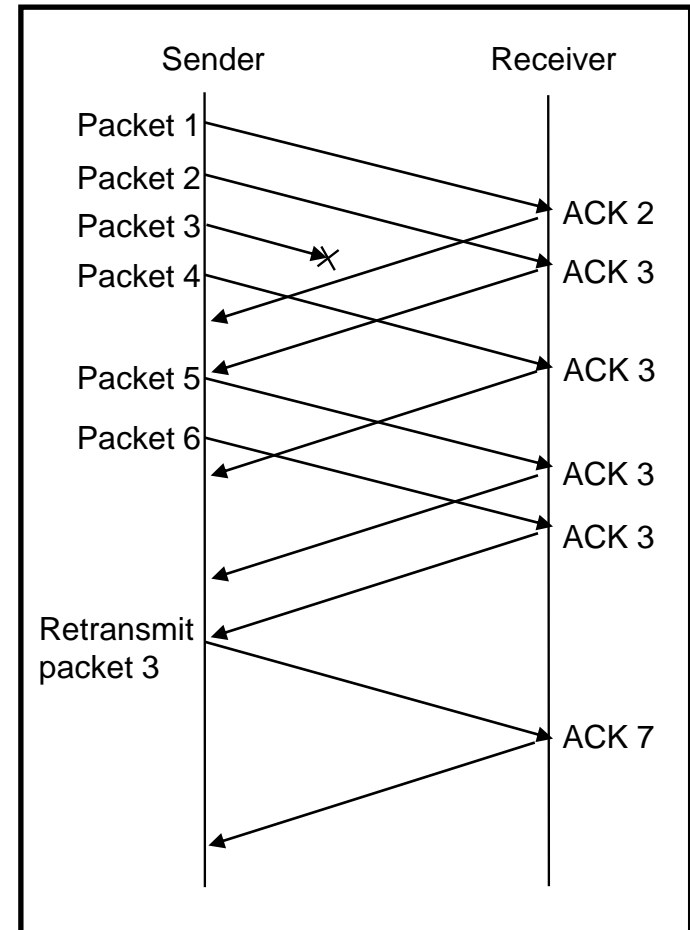 Sender Receiver
Packet 1
Packet 2
ACK 2
Packet 3
ACK 3
Packet 4
ACK 3
Packet 5
Packet 6
ACK 3
ACK 3
Retransmit
packet 3
ACK 7